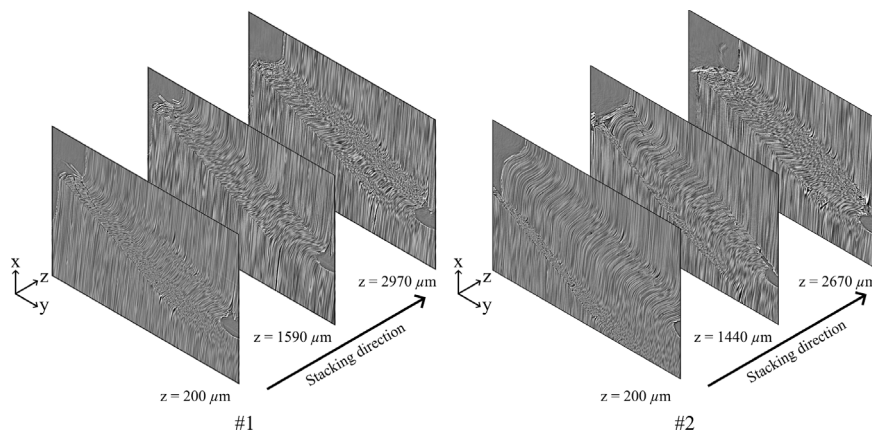 x
z
y
z = 200 µm
z = 1590 µm
z = 2970 µm
Stacking direction
#1
x
z
y
z = 200 µm
z = 1440 µm
z = 2670 µm
Stacking direction
#2